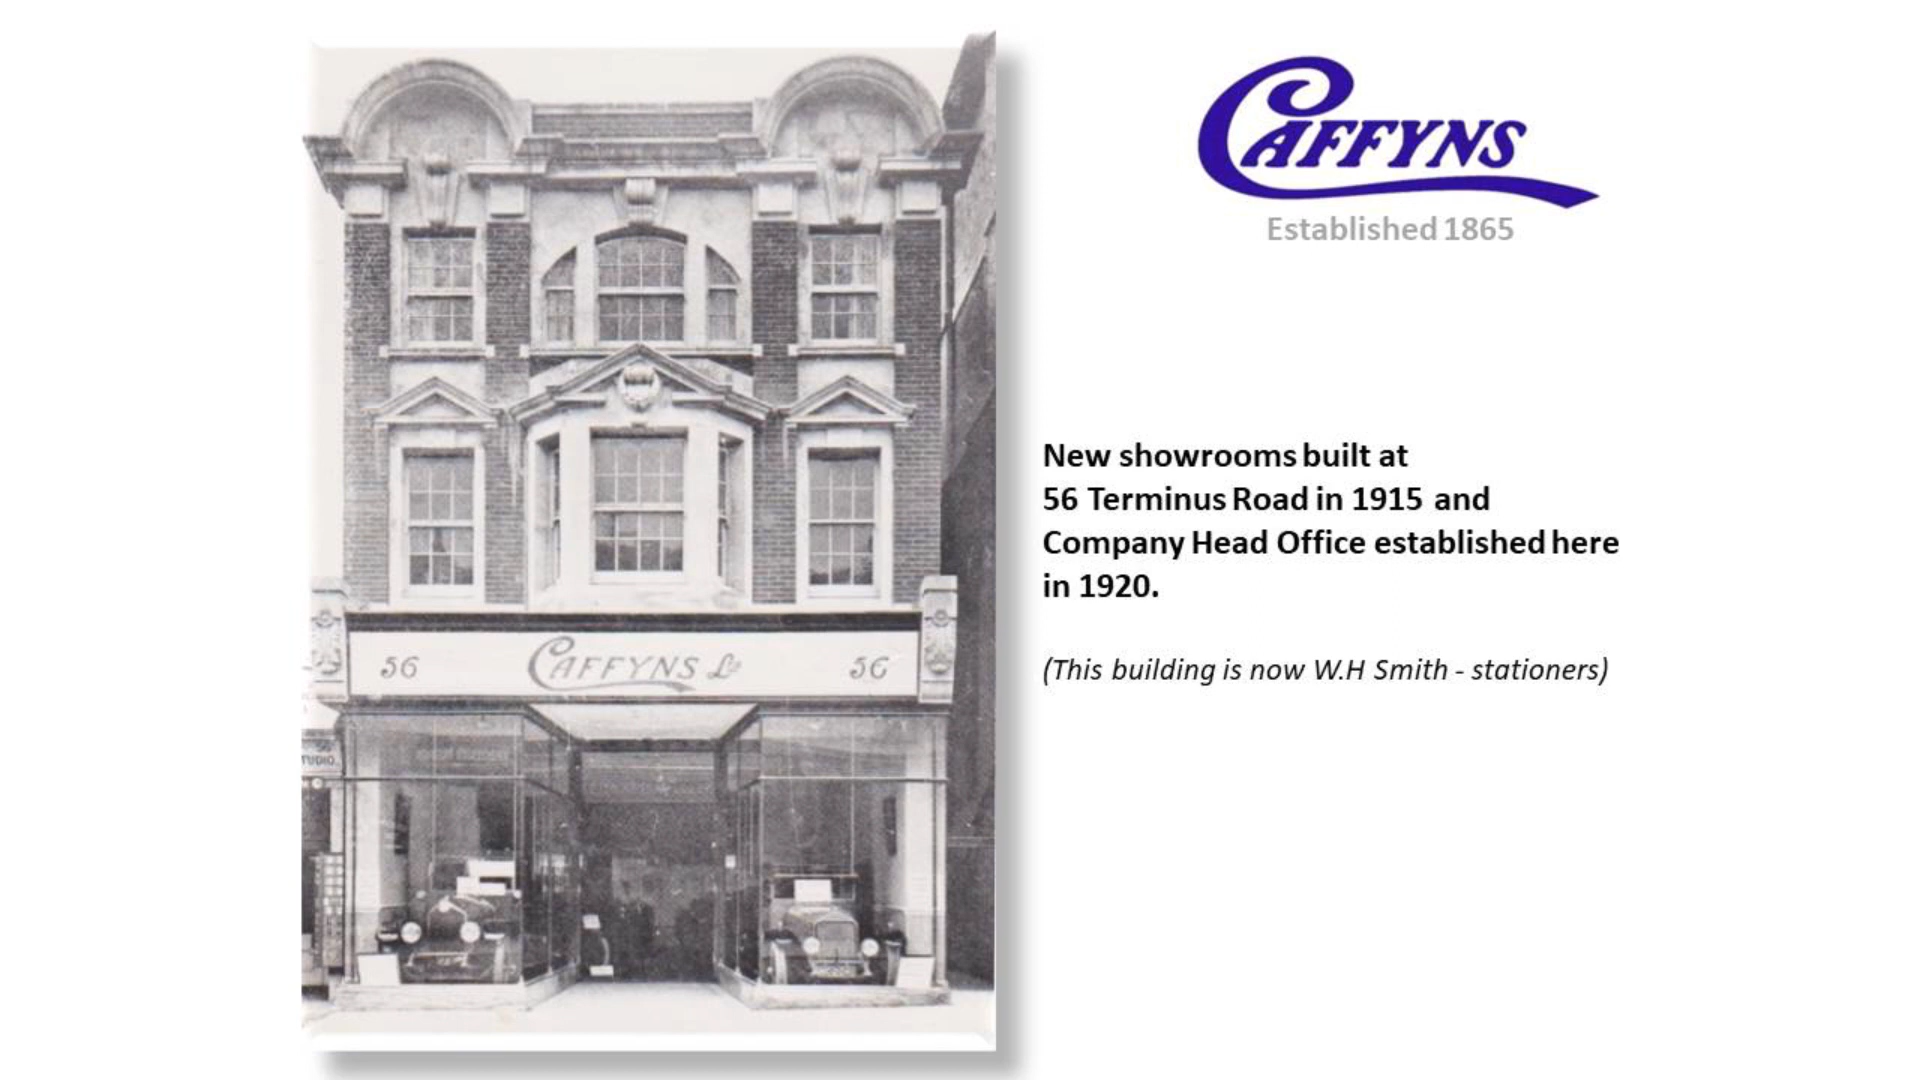 CAFFYNS
Established 1865
New showrooms built at
56 Terminus Road in 1915 and
Company Head Office established here
in 1920.
(This building is now W.H Smith - stationers)
56 CAFFYNS Ld 56
TUDIO